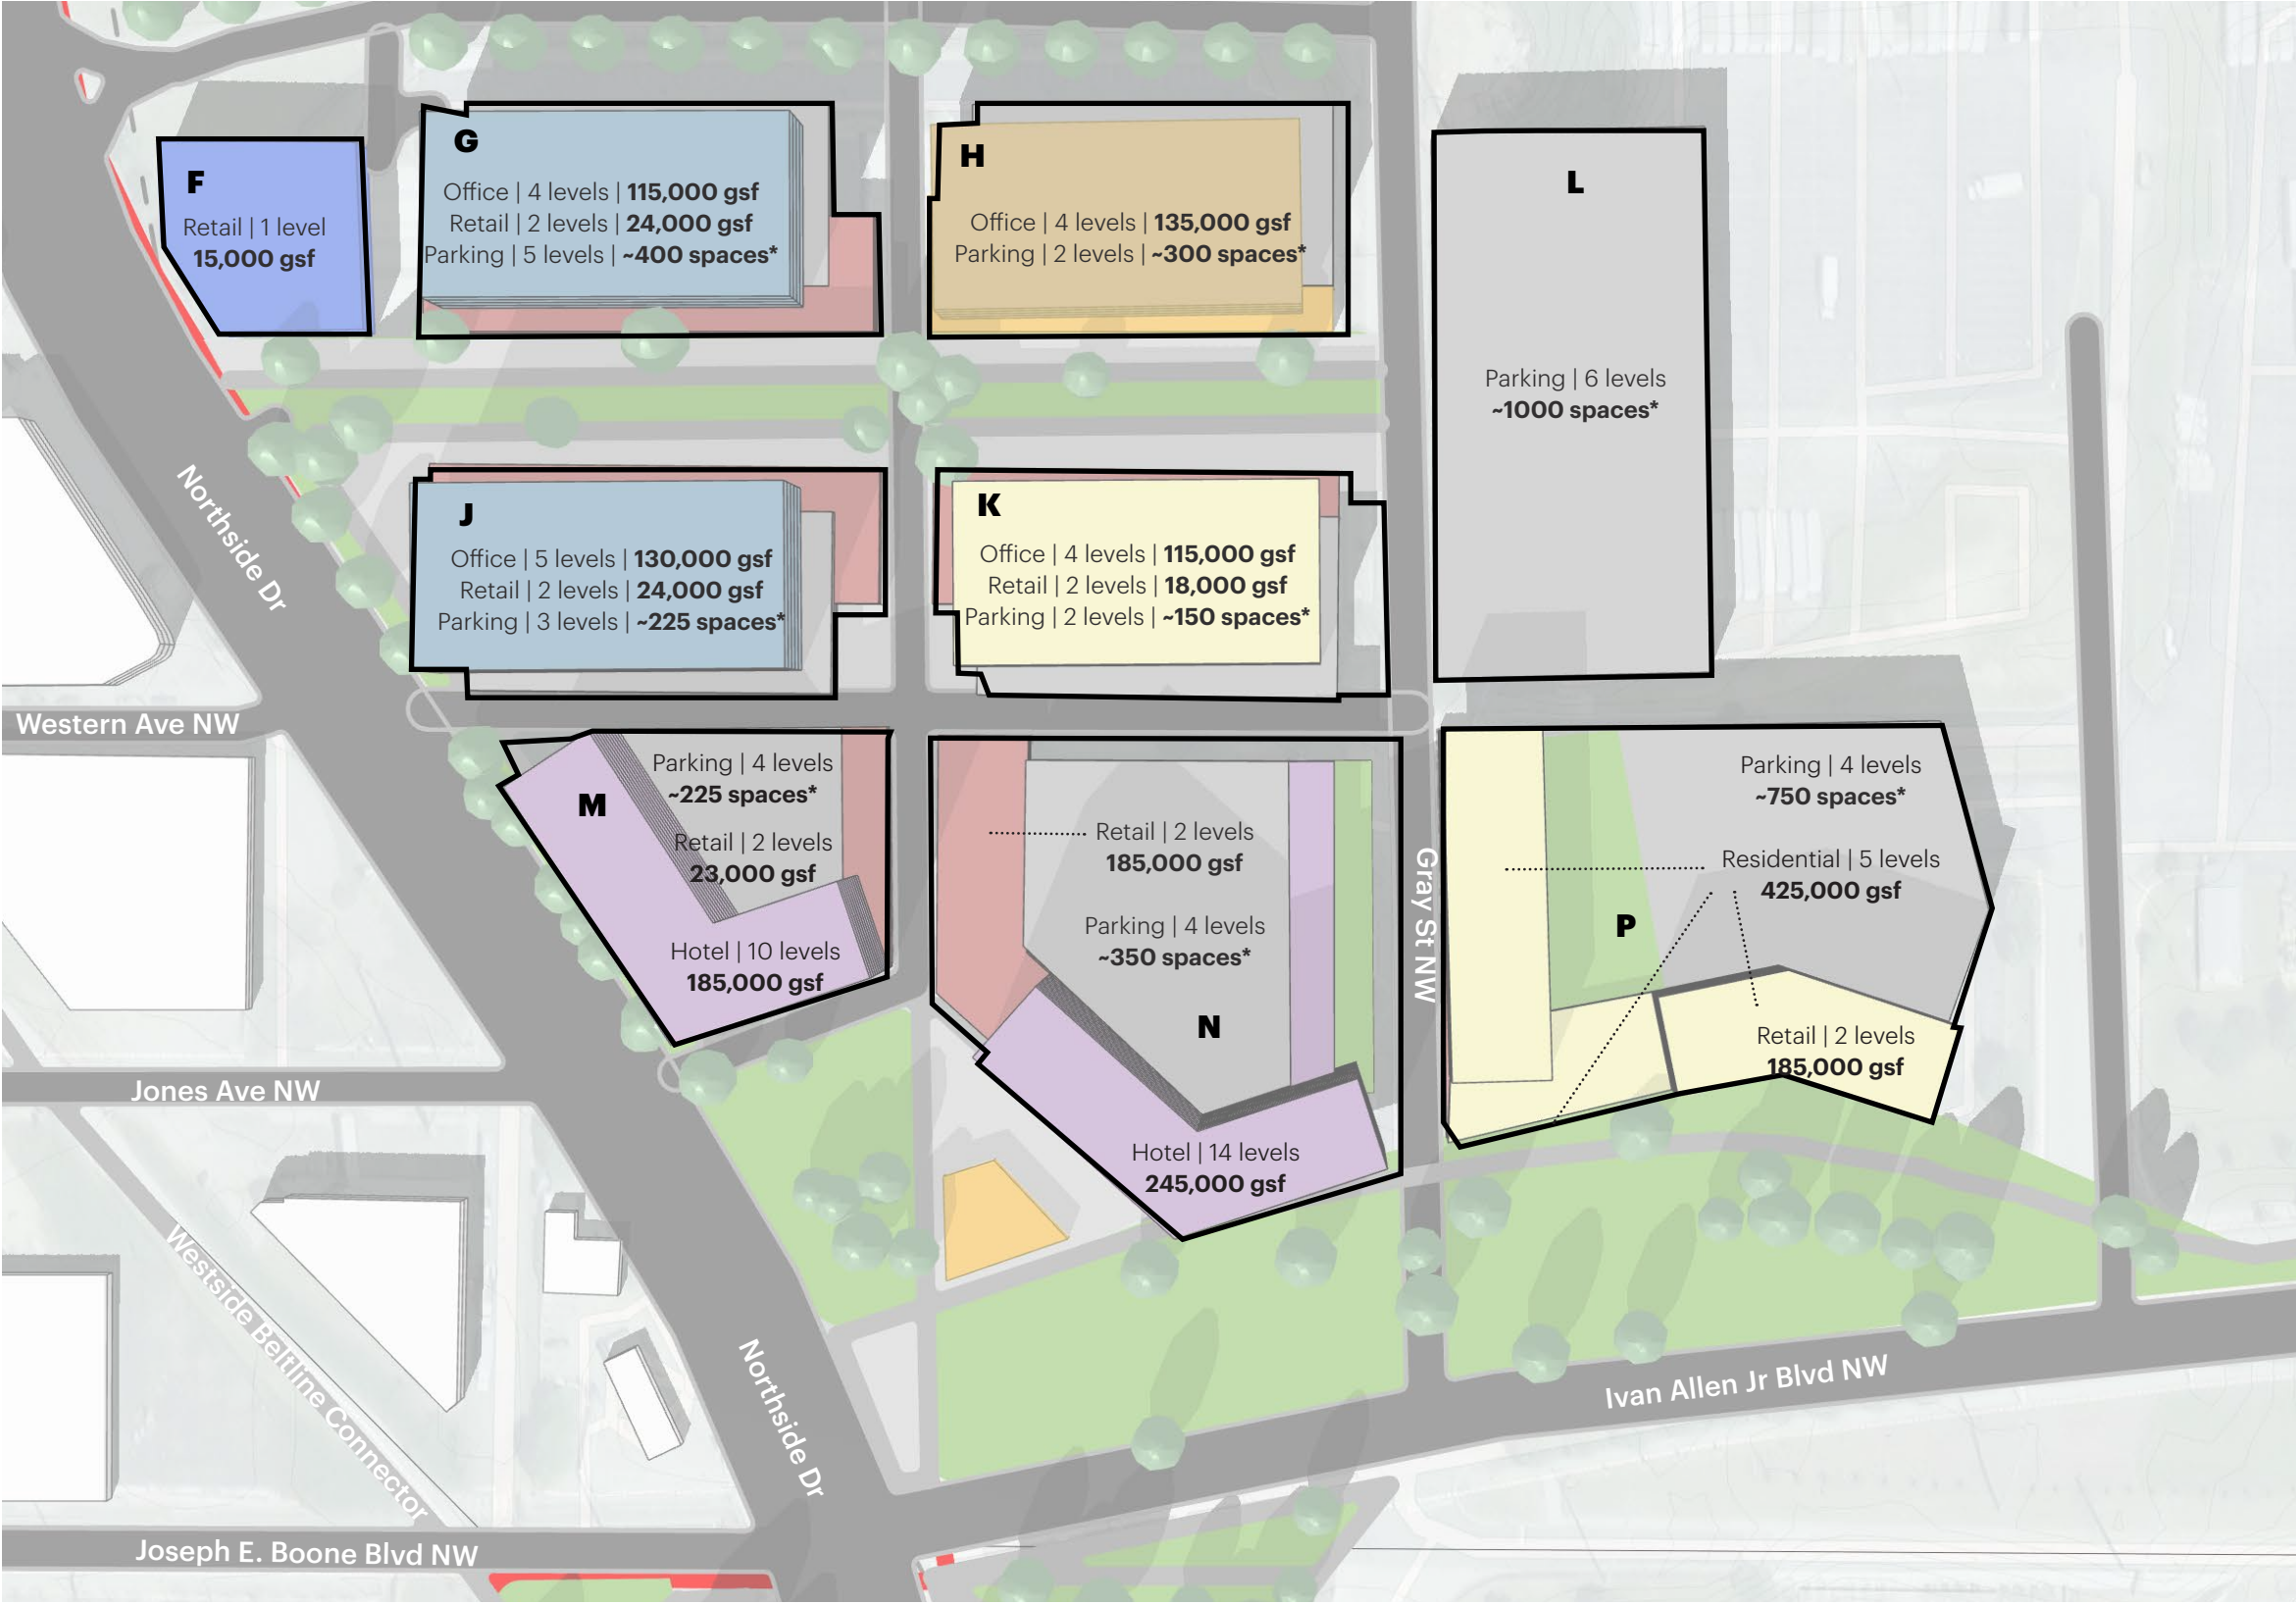 F
Retail | 1 level
15,000 gsf
G
Office | 4 levels | 115,000 gsf
Retail | 2 levels | 24,000 gsf
Parking | 5 levels | ~400 spaces*
H
Office | 4 levels | 135,000 gsf
Parking | 2 levels | ~300 spaces*
L
Parking | 6 levels
~1000 spaces*
Northside Dr
J
Office | 5 levels | 130,000 gsf
Retail | 2 levels | 24,000 gsf
Parking | 3 levels | ~225 spaces*
K
Office | 4 levels | 115,000 gsf
Retail | 2 levels | 18,000 gsf
Parking | 2 levels | ~150 spaces*
Western Ave NW
M
Parking | 4 levels
~225 spaces*
Retail | 2 levels
23,000 gsf
Hotel | 10 levels
185,000 gsf
Retail | 2 levels
185,000 gsf
Parking | 4 levels
~350 spaces*
N
Hotel | 14 levels
245,000 gsf
Gray St NW
Parking | 4 levels
~750 spaces*
Residential | 5 levels
425,000 gsf
P
Retail | 2 levels
185,000 gsf
Jones Ave NW
Westside Beltline Connector
Northside Dr
Ivan Allen Jr Blvd NW
Joseph E. Boone Blvd NW